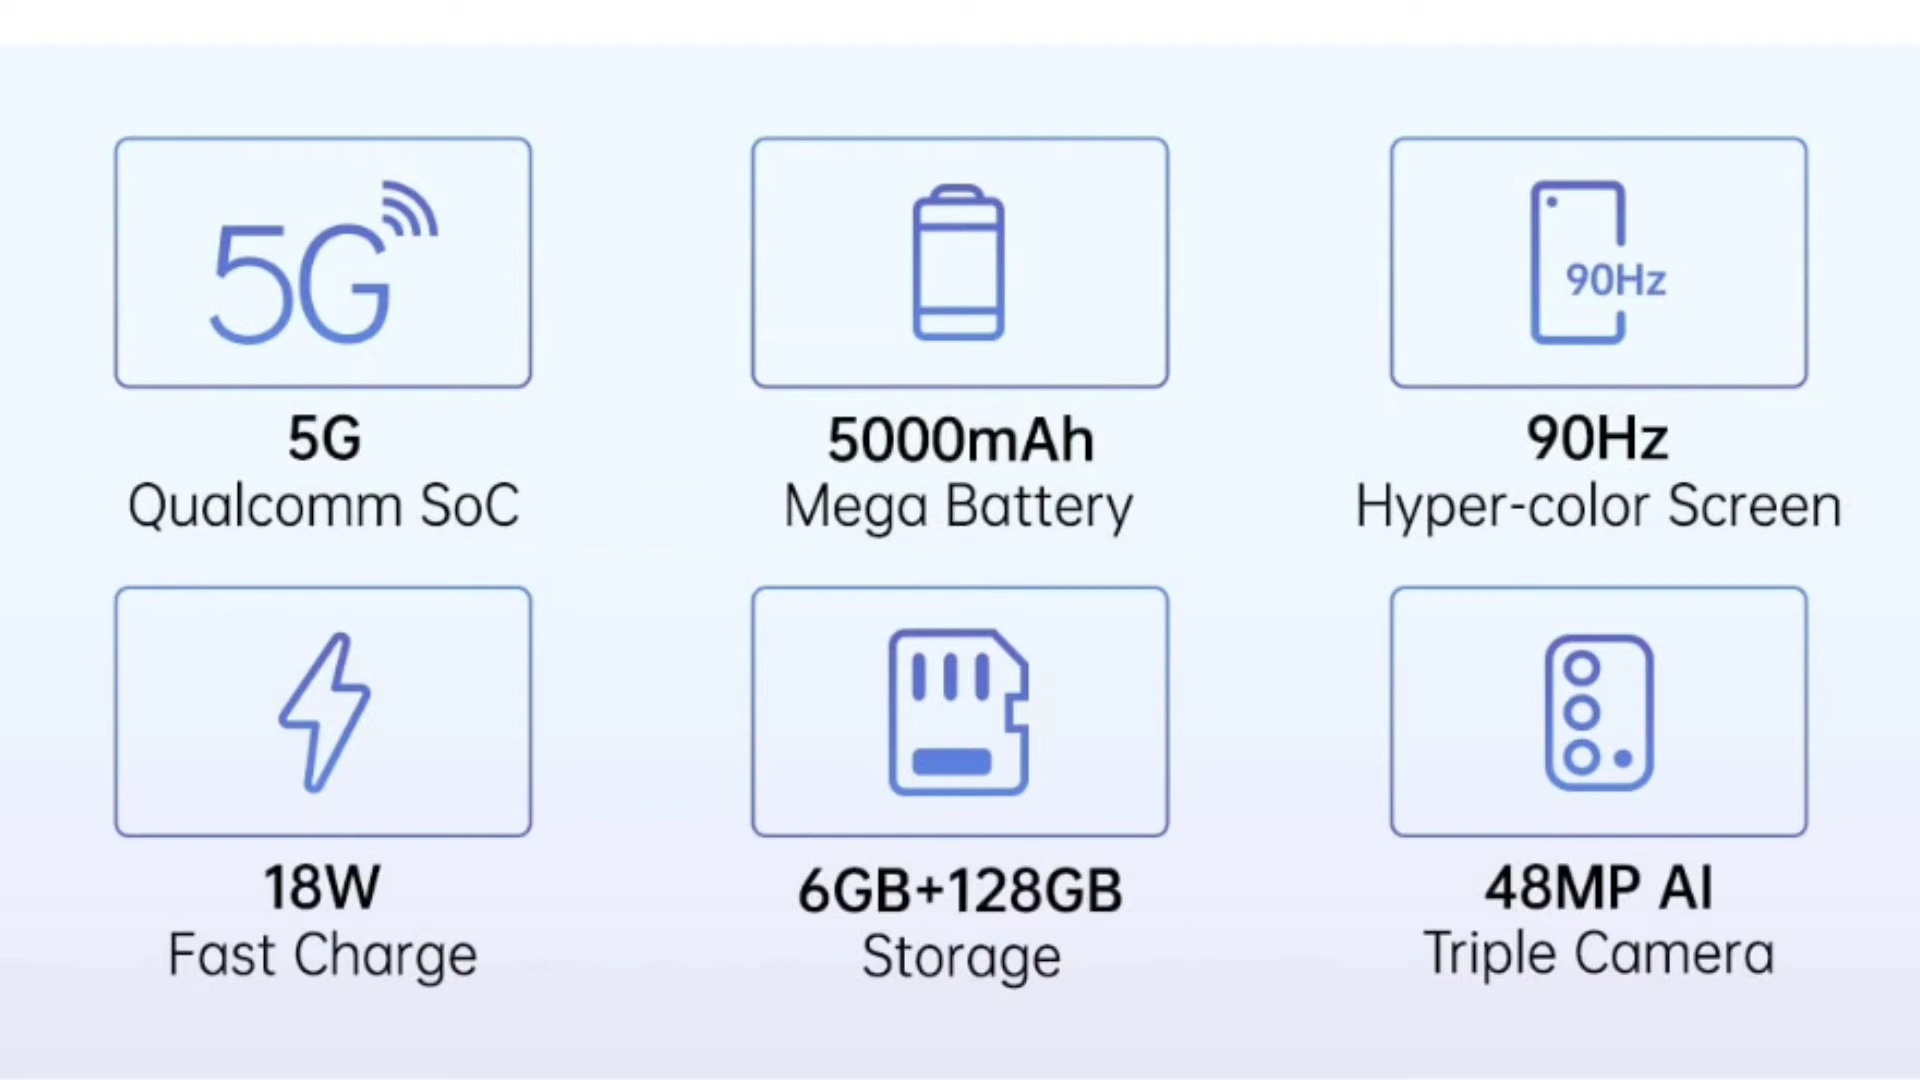 5G
5G
Qualcomm SoC
5000mAh
Mega Battery
90Hz
90Hz
Hyper-color Screen
18W
Fast Charge
6GB+128GB
Storage
48MP AI
Triple Camera